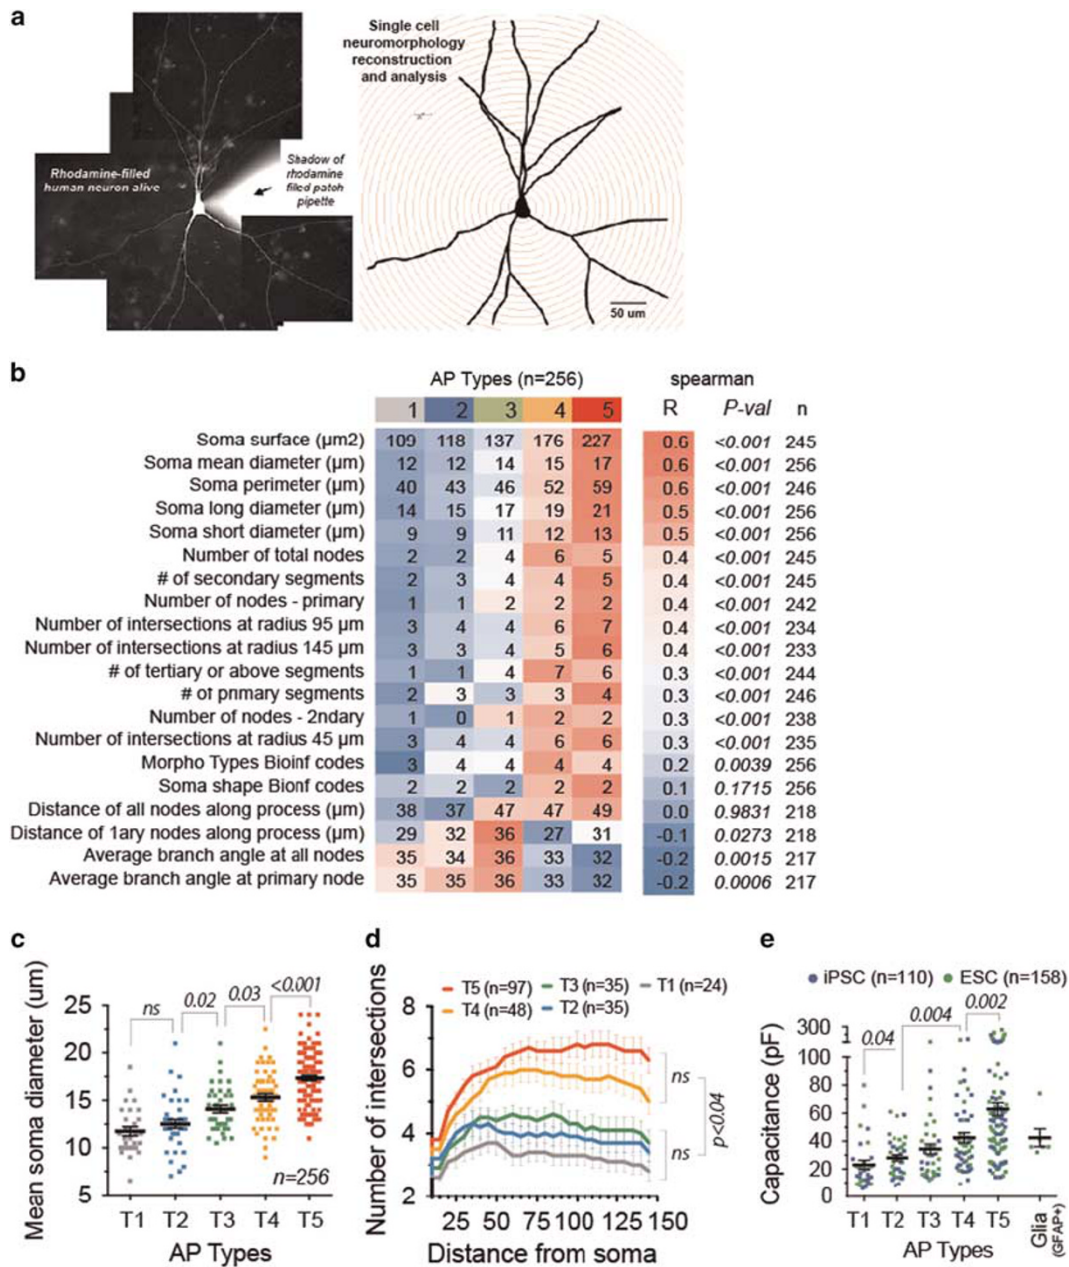 a
Rhodamine-filled
human neuron alive
Shadow of
rhodamine
filled patch
pipette
Single cell
neuromorphology
reconstruction
and analysis
50 um
b
AP Types (n=256)
spearman
1 2 3 4 5 R P-val n
Soma surface (µm2) 109 118 137 176 227 0.6 <0.001 245
Soma mean diameter (µm) 12 12 14 15 17 0.6 <0.001 256
Soma perimeter (µm) 40 43 46 52 59 0.6 <0.001 246
Soma long diameter (µm) 14 15 17 19 21 0.5 <0.001 256
Soma short diameter (µm) 9 9 11 12 13 0.5 <0.001 256
Number of total nodes 2 2 4 6 5 0.4 <0.001 245
# of secondary segments 2 3 4 4 5 0.4 <0.001 245
Number of nodes - primary 1 1 2 2 2 0.4 <0.001 242
Number of intersections at radius 95 µm 3 4 4 6 7 0.4 <0.001 234
Number of intersections at radius 145 µm 3 3 4 5 6 0.4 <0.001 233
# of tertiary or above segments 1 1 4 7 6 0.3 <0.001 244
# of primary segments 2 3 3 3 4 0.3 <0.001 246
Number of nodes - 2ndary 1 0 1 2 2 0.3 <0.001 238
Number of intersections at radius 45 µm 3 4 4 6 6 0.3 <0.001 235
Morpho Types Bioinf codes 3 4 4 4 4 0.2 0.0039 256
Soma shape Bionf codes 2 2 2 2 2 0.1 0.1715 256
Distance of all nodes along process (µm) 38 37 47 47 49 0.0 0.9831 218
Distance of 1ary nodes along process (µm) 29 32 36 27 31 -0.1 0.0273 218
Average branch angle at all nodes 35 34 36 33 32 -0.2 0.0015 217
Average branch angle at primary node 35 35 36 33 32 -0.2 0.0006 217
c
Mean soma diameter (um)
25
20
15
10
5
ns 0.02 0.03 <0.001
n=256
T1 T2 T3 T4 T5
AP Types
d
Number of intersections
T5 (n=97) T3 (n=35) T1 (n=24)
T4 (n=48) T2 (n=35)
8
6
4
2
ns
ns
p<0.04
25 50 75 100 125 150
Distance from soma
e
iPSC (n=110) ESC (n=158)
Capacitance (pF)
300
100
80
60
40
20
0
0.04 0.004 0.002
T1 T2 T3 T4 T5 Glia
(GFAP+)
AP Types